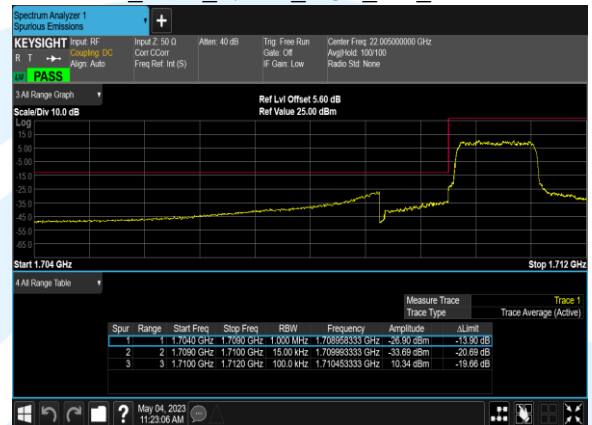 Spectrum Analyzer 1
Spurious Emissions
+
KEYSIGHT Input: RF Input Z: 50 Ω Atten: 40 dB Trig: Free Run Center Freq: 22.005000000 GHz
R T Coupling: DC Corr CCorr Gate: Off Avg|Hold: 100/100
Align: Auto Freq Ref: Int (S) IF Gain: Low Radio Std: None
LV PASS
3 All Range Graph
Ref Lvl Offset 5.60 dB
Scale/Div 10.0 dB Ref Value 25.00 dBm
Log
15.0
5.00
-5.00
-15.0
-25.0
-35.0
-45.0
-55.0
-65.0
Start 1.704 GHz Stop 1.712 GHz
4 All Range Table
Measure Trace Trace 1
Trace Type Trace Average (Active)
Spur Range Start Freq Stop Freq RBW Frequency Amplitude ΔLimit
1 1 1.7040 GHz 1.7090 GHz 1.000 MHz 1.708958333 GHz -26.90 dBm -13.90 dB
2 2 1.7090 GHz 1.7100 GHz 15.00 kHz 1.709993333 GHz -33.69 dBm -20.69 dB
3 3 1.7100 GHz 1.7120 GHz 100.0 kHz 1.710453333 GHz 10.34 dBm -19.66 dB
? May 04, 2023
11:23:06 AM